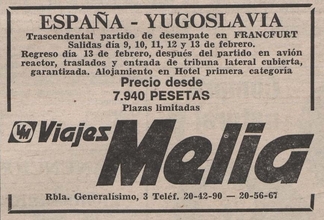 ESPAÑA - YUGOSLAVIA
Trascendental partido de desempate en FRANCFURT
Salidas día 9, 10, 11, 12 y 13 de febrero.
Regreso día 13 de febrero, después del partido en avión
reactor, traslados y entrada de tribuna lateral cubierta,
garantizada. Alojamiento en Hotel primera categoría
Precio desde
7.940 PESETAS
Plazas limitadas
VM Viajes Melia
Rbla. Generalísimo, 3 Teléf. 20-42-90 — 20-56-67